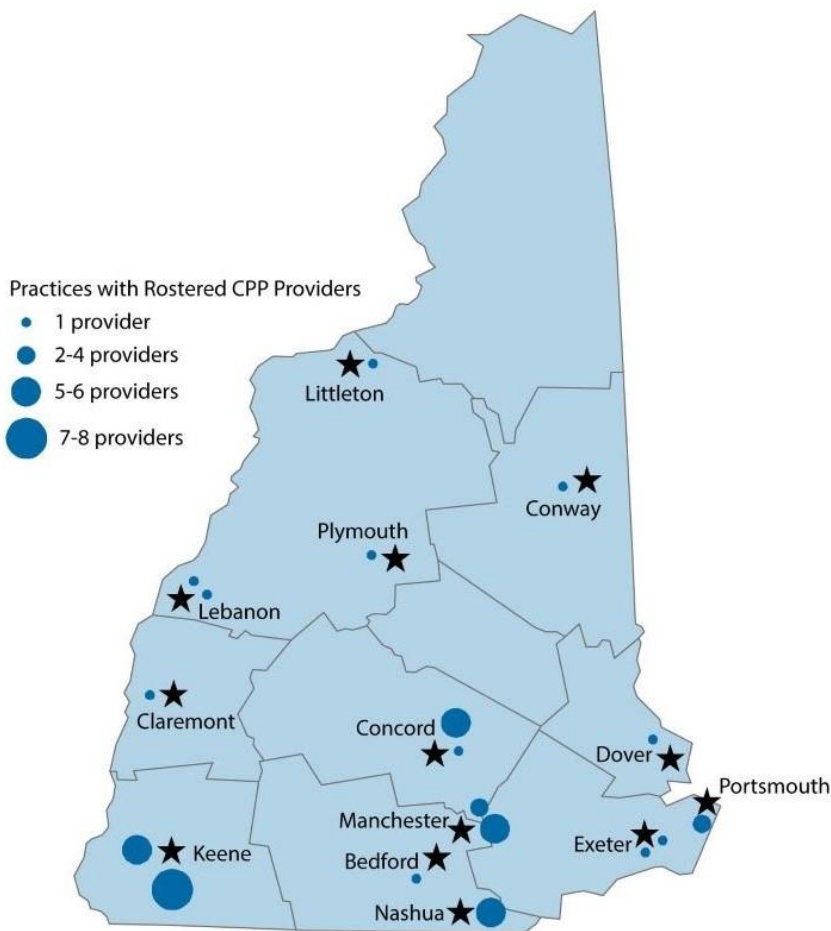 Practices with Rostered CPP Providers
1 provider
2-4 providers
5-6 providers
7-8 providers
Littleton
Conway
Plymouth
Lebanon
Claremont
Concord
Dover
Portsmouth
Manchester
Exeter
Keene
Bedford
Nashua